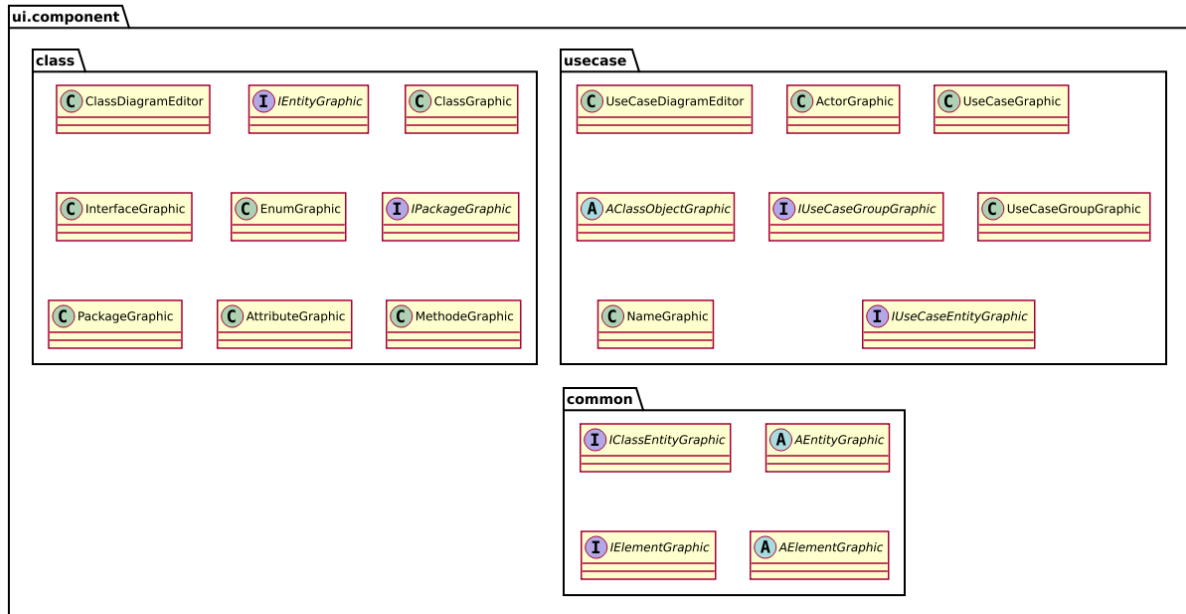 ui.component
class
C ClassDiagramEditor
I IEntityGraphic
C ClassGraphic
C InterfaceGraphic
C EnumGraphic
I IPackageGraphic
C PackageGraphic
C AttributeGraphic
C MethodeGraphic
usecase
C UseCaseDiagramEditor
C ActorGraphic
C UseCaseGraphic
A AClassObjectGraphic
I IUseCaseGroupGraphic
C UseCaseGroupGraphic
C NameGraphic
I IUseCaseEntityGraphic
common
I IClassEntityGraphic
A AEntityGraphic
I IElementGraphic
A AElementGraphic